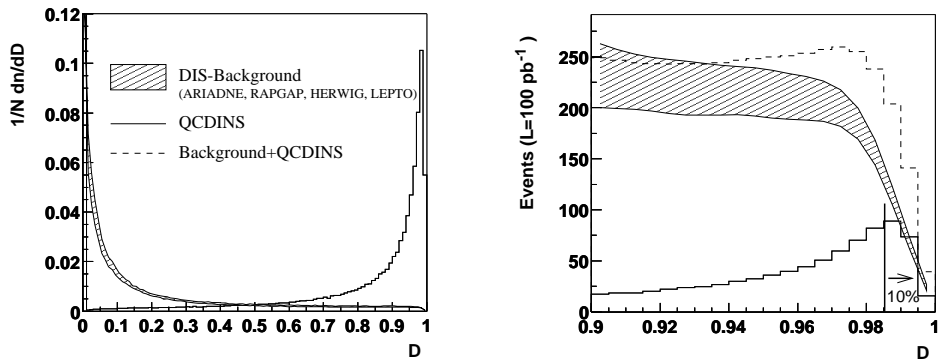 1/N dn/dD
0.12
0.1
0.08
0.06
0.04
0.02
0
DIS-Background
(ARIADNE, RAPGAP, HERWIG, LEPTO)
QCDINS
Background+QCDINS
0 0.1 0.2 0.3 0.4 0.5 0.6 0.7 0.8 0.9 1
D
Events (L=100 pb-1)
250
200
150
100
50
0
10%
0.9 0.92 0.94 0.96 0.98 1
D